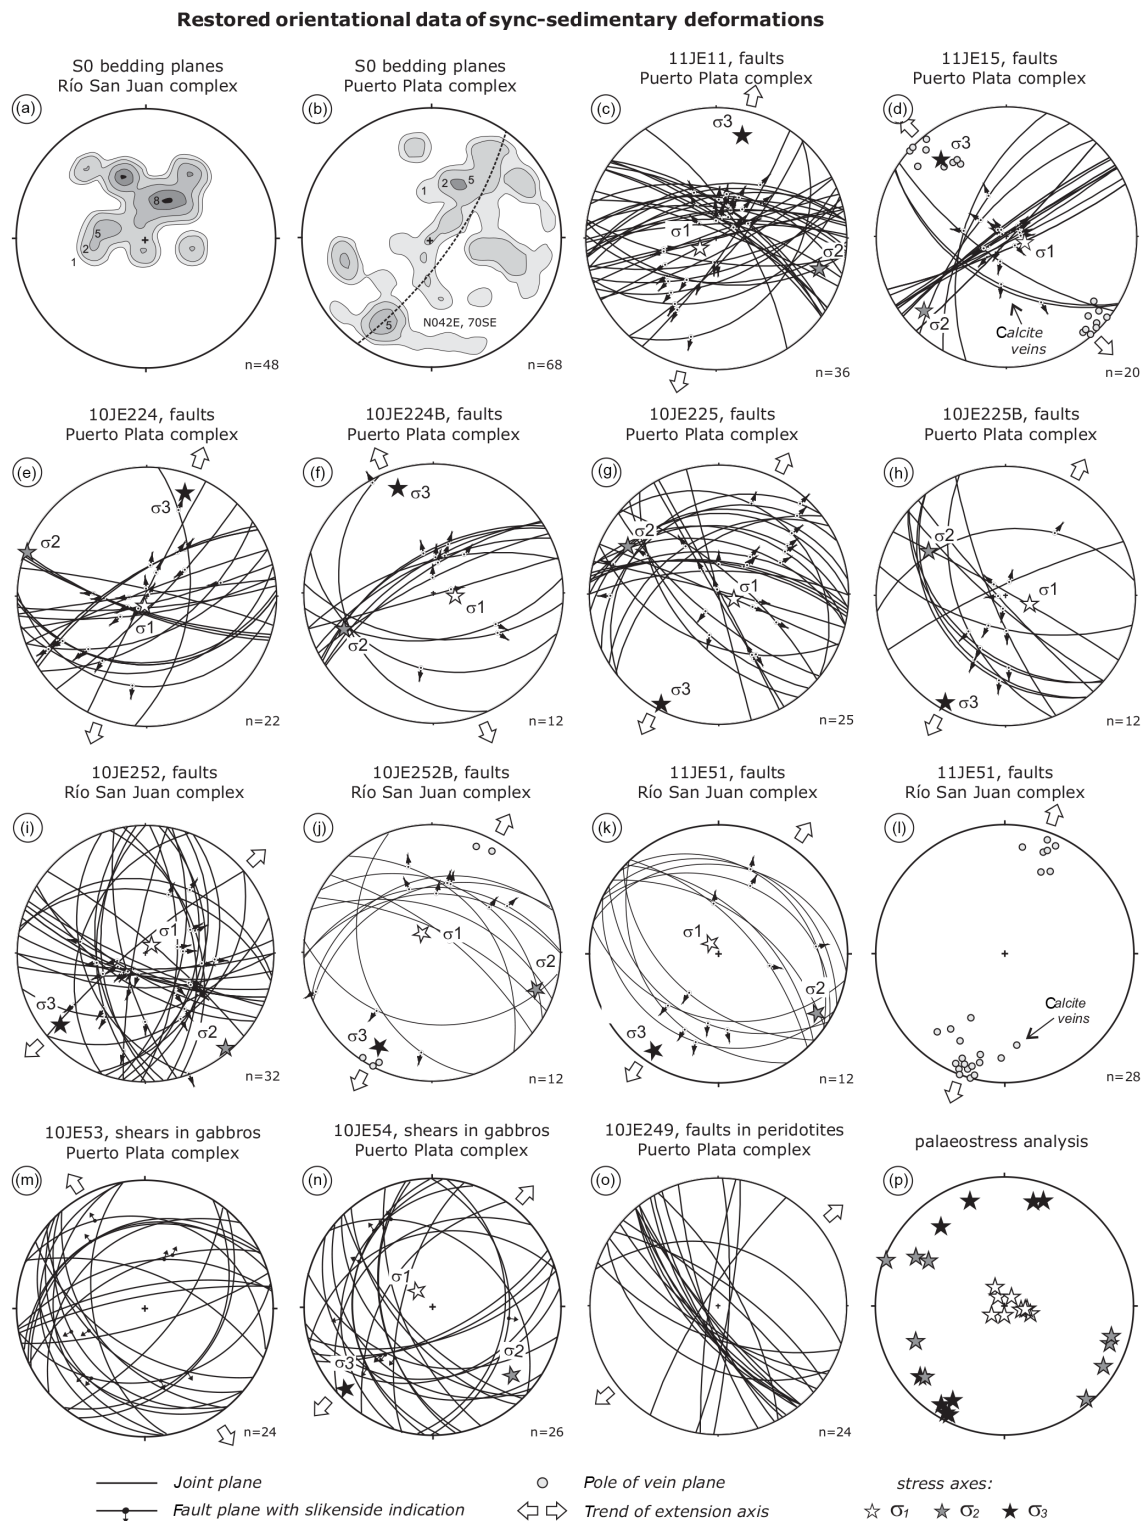 Restored orientational data of sync-sedimentary deformations
S0 bedding planes
Río San Juan complex
(a)
8
5
2
1
n=48
S0 bedding planes
Puerto Plata complex
(b)
1
2
5
5
N042E, 70SE
n=68
11JE11, faults
Puerto Plata complex
(c)
σ3
σ1
σ2
n=36
11JE15, faults
Puerto Plata complex
(d)
σ3
σ1
σ2
Calcite
veins
n=20
10JE224, faults
Puerto Plata complex
(e)
σ3
σ2
σ1
n=22
10JE224B, faults
Puerto Plata complex
(f)
σ3
σ1
σ2
n=12
10JE225, faults
Puerto Plata complex
(g)
σ2
σ1
σ3
n=25
10JE225B, faults
Puerto Plata complex
(h)
σ2
σ1
σ3
n=12
10JE252, faults
Río San Juan complex
(i)
σ1
σ3
σ2
n=32
10JE252B, faults
Río San Juan complex
(j)
σ1
σ2
σ3
n=12
11JE51, faults
Río San Juan complex
(k)
σ1
σ2
σ3
n=12
11JE51, faults
Río San Juan complex
(l)
Calcite
veins
n=28
10JE53, shears in gabbros
Puerto Plata complex
(m)
n=24
10JE54, shears in gabbros
Puerto Plata complex
(n)
σ1
σ2
σ3
n=26
10JE249, faults in peridotites
Puerto Plata complex
(o)
n=24
palaeostress analysis
(p)
Joint plane
Pole of vein plane
stress axes:
Fault plane with slikenside indication
Trend of extension axis
σ1 σ2 σ3